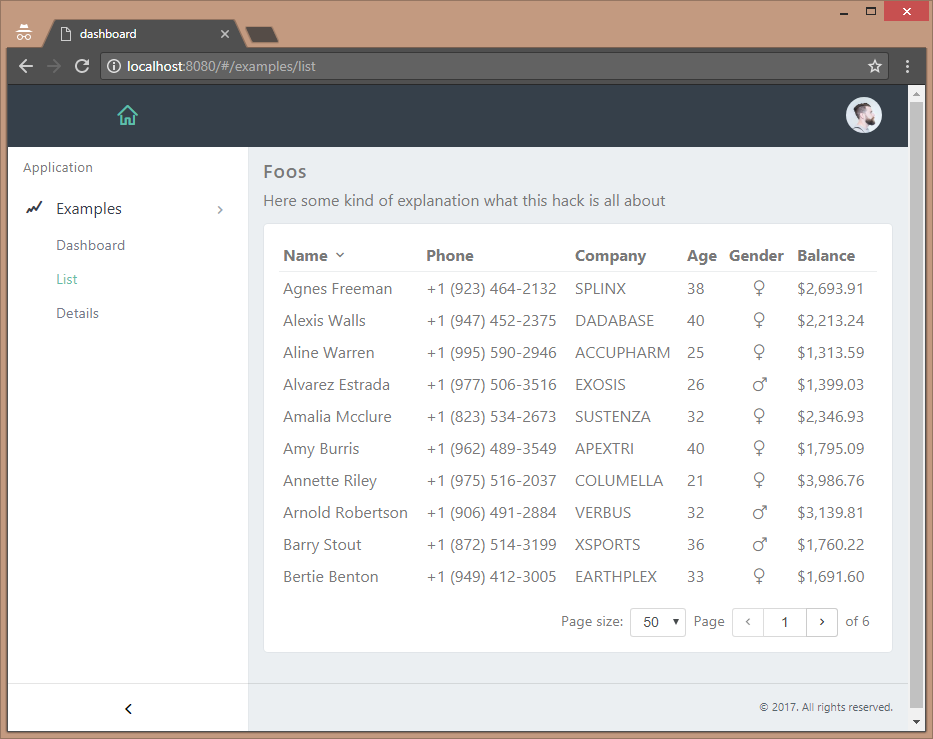 dashboard
localhost:8080/#/examples/list
Application
Examples
Dashboard
List
Details
Foos
Here some kind of explanation what this hack is all about
Name Phone Company Age Gender Balance
Agnes Freeman +1 (923) 464-2132 SPLINX 38 ♀ $2,693.91
Alexis Walls +1 (947) 452-2375 DADABASE 40 ♀ $2,213.24
Aline Warren +1 (995) 590-2946 ACCUPHARM 25 ♀ $1,313.59
Alvarez Estrada +1 (977) 506-3516 EXOSIS 26 ♂ $1,399.03
Amalia Mcclure +1 (823) 534-2673 SUSTENZA 32 ♀ $2,346.93
Amy Burris +1 (962) 489-3549 APEXTRI 40 ♀ $1,795.09
Annette Riley +1 (975) 516-2037 COLUMELLA 21 ♀ $3,986.76
Arnold Robertson +1 (906) 491-2884 VERBUS 32 ♂ $3,139.81
Barry Stout +1 (872) 514-3199 XSPORTS 36 ♂ $1,760.22
Bertie Benton +1 (949) 412-3005 EARTHPLEX 33 ♀ $1,691.60
Page size: 50 Page 1 of 6
© 2017. All rights reserved.